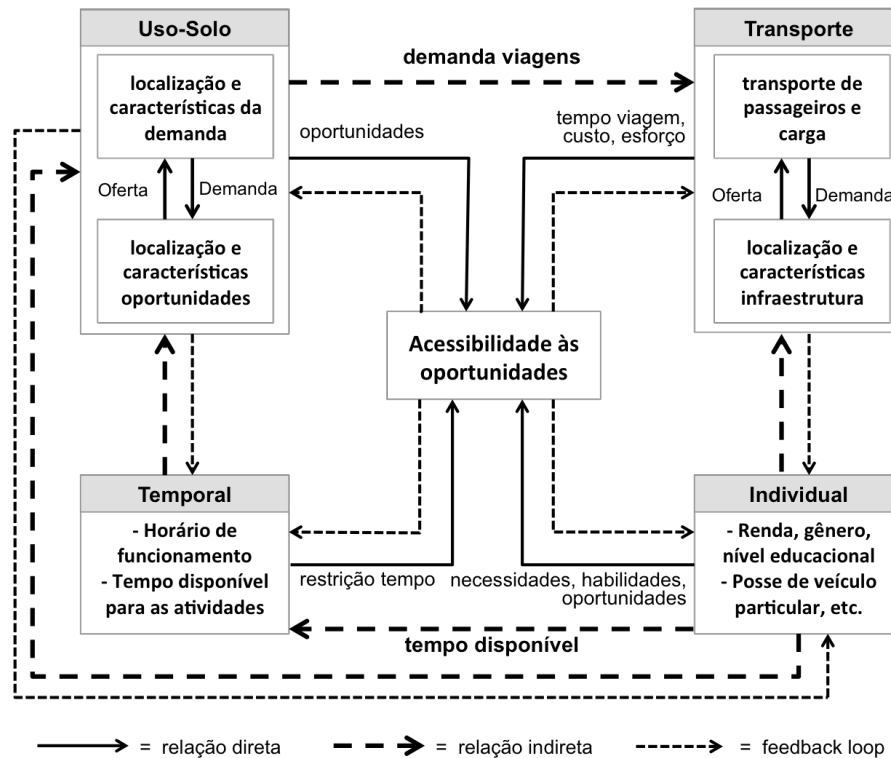 Uso-Solo
localização e
característícas da
demanda
Oferta
Demanda
localização e
característícas
oportunidades
demanda viagens
oportunidades
tempo viagem,
custo, esforço
Transporte
transporte de
passageiros e
carga
Oferta
Demanda
localização e
característícas
infraestrutura
Acessibilidade às
oportunidades
Temporal
- Horário de
funcionamento
- Tempo disponível
para as atividades
restrição tempo
necessidades, habilidades,
oportunidades
tempo disponível
Individual
- Renda, gênero,
nível educacional
- Posse de veículo
particular, etc.
= relação direta
= relação indireta
= feedback loop